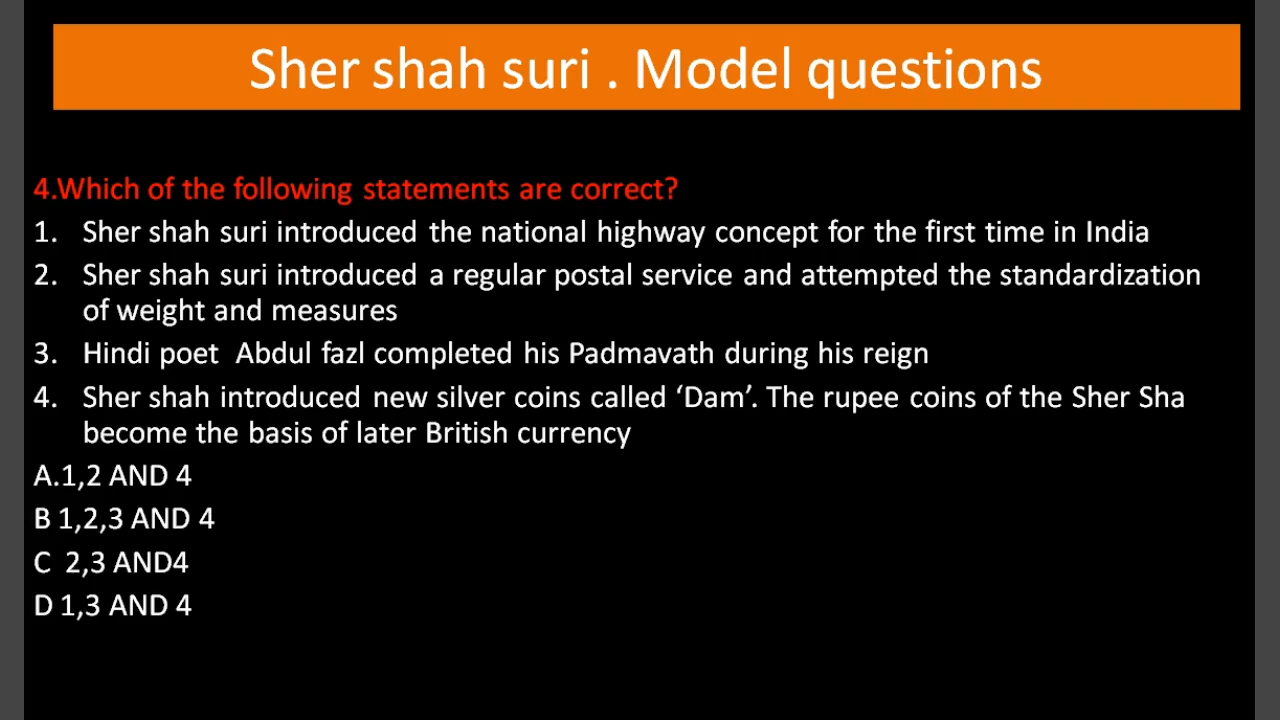 Sher shah suri . Model questions
4.Which of the following statements are correct?
1. Sher shah suri introduced the national highway concept for the first time in India
2. Sher shah suri introduced a regular postal service and attempted the standardization
of weight and measures
3. Hindi poet Abdul fazl completed his Padmavath during his reign
4. Sher shah introduced new silver coins called ‘Dam’. The rupee coins of the Sher Sha
become the basis of later British currency
A.1,2 AND 4
B 1,2,3 AND 4
C 2,3 AND4
D 1,3 AND 4